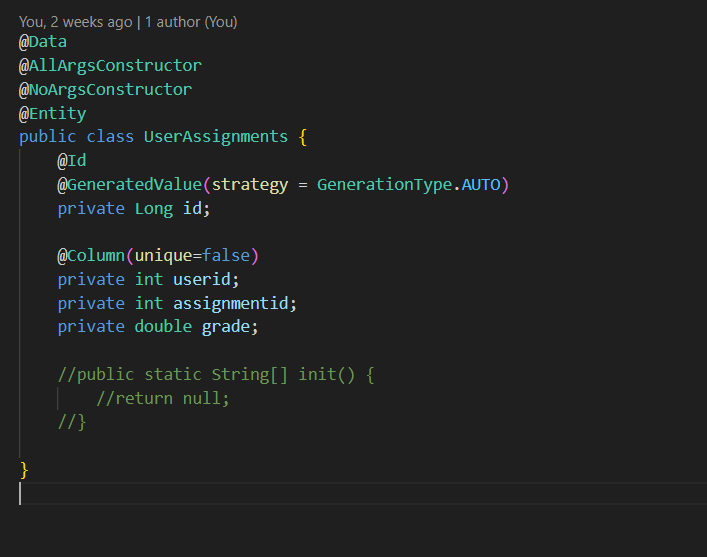 You, 2 weeks ago | 1 author (You)
@Data
@AllArgsConstructor
@NoArgsConstructor
@Entity
public class UserAssignments {
    @Id
    @GeneratedValue(strategy = GenerationType.AUTO)
    private Long id;

    @Column(unique=false)
    private int userid;
    private int assignmentid;
    private double grade;

    //public static String[] init() {
        //return null;
    //}

}